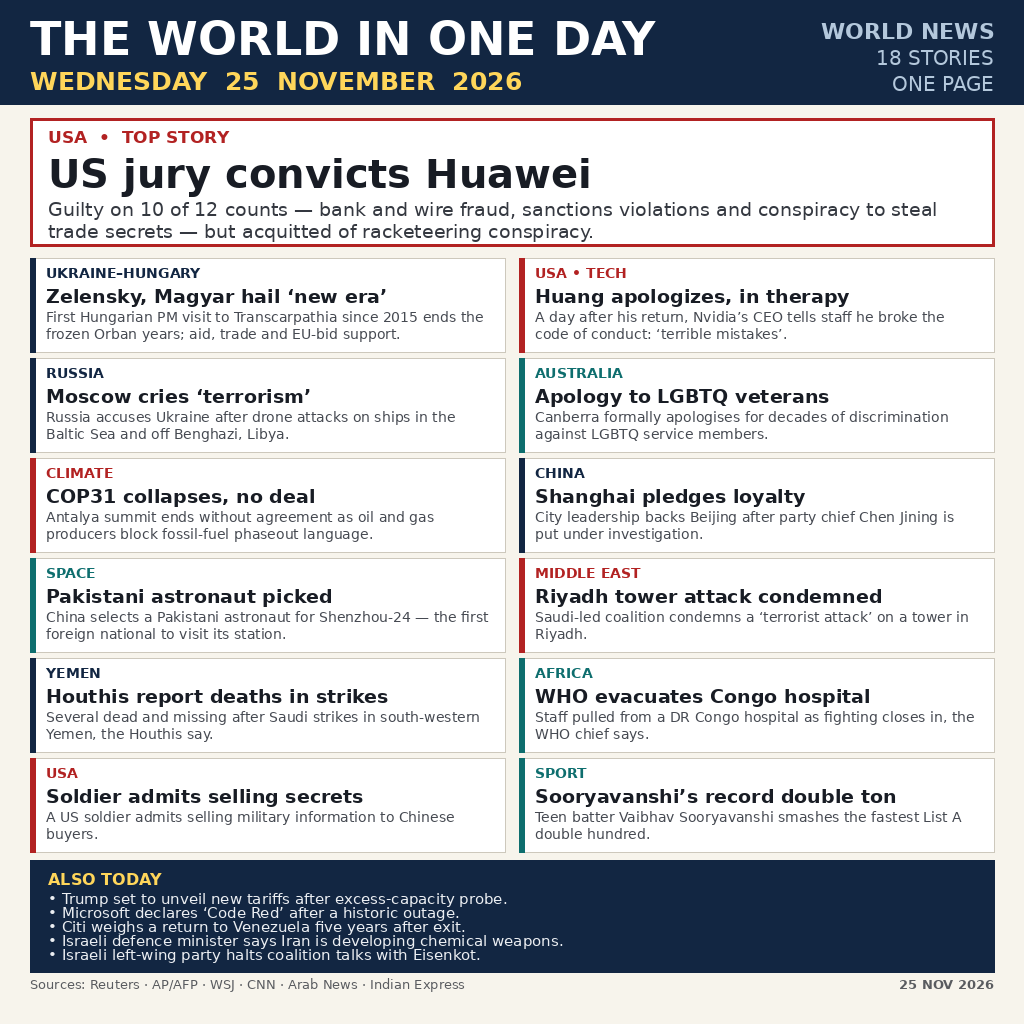 THE WORLD IN ONE DAY
WEDNESDAY 25 NOVEMBER 2026
WORLD NEWS
18 STORIES
ONE PAGE
USA • TOP STORY
US jury convicts Huawei
Guilty on 10 of 12 counts — bank and wire fraud, sanctions violations and conspiracy to steal
trade secrets — but acquitted of racketeering conspiracy.
UKRAINE–HUNGARY
Zelensky, Magyar hail ‘new era’
First Hungarian PM visit to Transcarpathia since 2015 ends the
frozen Orban years; aid, trade and EU-bid support.
USA • TECH
Huang apologizes, in therapy
A day after his return, Nvidia’s CEO tells staff he broke the
code of conduct: ‘terrible mistakes’.
RUSSIA
Moscow cries ‘terrorism’
Russia accuses Ukraine after drone attacks on ships in the
Baltic Sea and off Benghazi, Libya.
AUSTRALIA
Apology to LGBTQ veterans
Canberra formally apologises for decades of discrimination
against LGBTQ service members.
CLIMATE
COP31 collapses, no deal
Antalya summit ends without agreement as oil and gas
producers block fossil-fuel phaseout language.
CHINA
Shanghai pledges loyalty
City leadership backs Beijing after party chief Chen Jining is
put under investigation.
SPACE
Pakistani astronaut picked
China selects a Pakistani astronaut for Shenzhou-24 — the first
foreign national to visit its station.
MIDDLE EAST
Riyadh tower attack condemned
Saudi-led coalition condemns a ‘terrorist attack’ on a tower in
Riyadh.
YEMEN
Houthis report deaths in strikes
Several dead and missing after Saudi strikes in south-western
Yemen, the Houthis say.
AFRICA
WHO evacuates Congo hospital
Staff pulled from a DR Congo hospital as fighting closes in, the
WHO chief says.
USA
Soldier admits selling secrets
A US soldier admits selling military information to Chinese
buyers.
SPORT
Sooryavanshi’s record double ton
Teen batter Vaibhav Sooryavanshi smashes the fastest List A
double hundred.
ALSO TODAY
• Trump set to unveil new tariffs after excess-capacity probe.
• Microsoft declares ‘Code Red’ after a historic outage.
• Citi weighs a return to Venezuela five years after exit.
• Israeli defence minister says Iran is developing chemical weapons.
• Israeli left-wing party halts coalition talks with Eisenkot.
Sources: Reuters · AP/AFP · WSJ · CNN · Arab News · Indian Express
25 NOV 2026